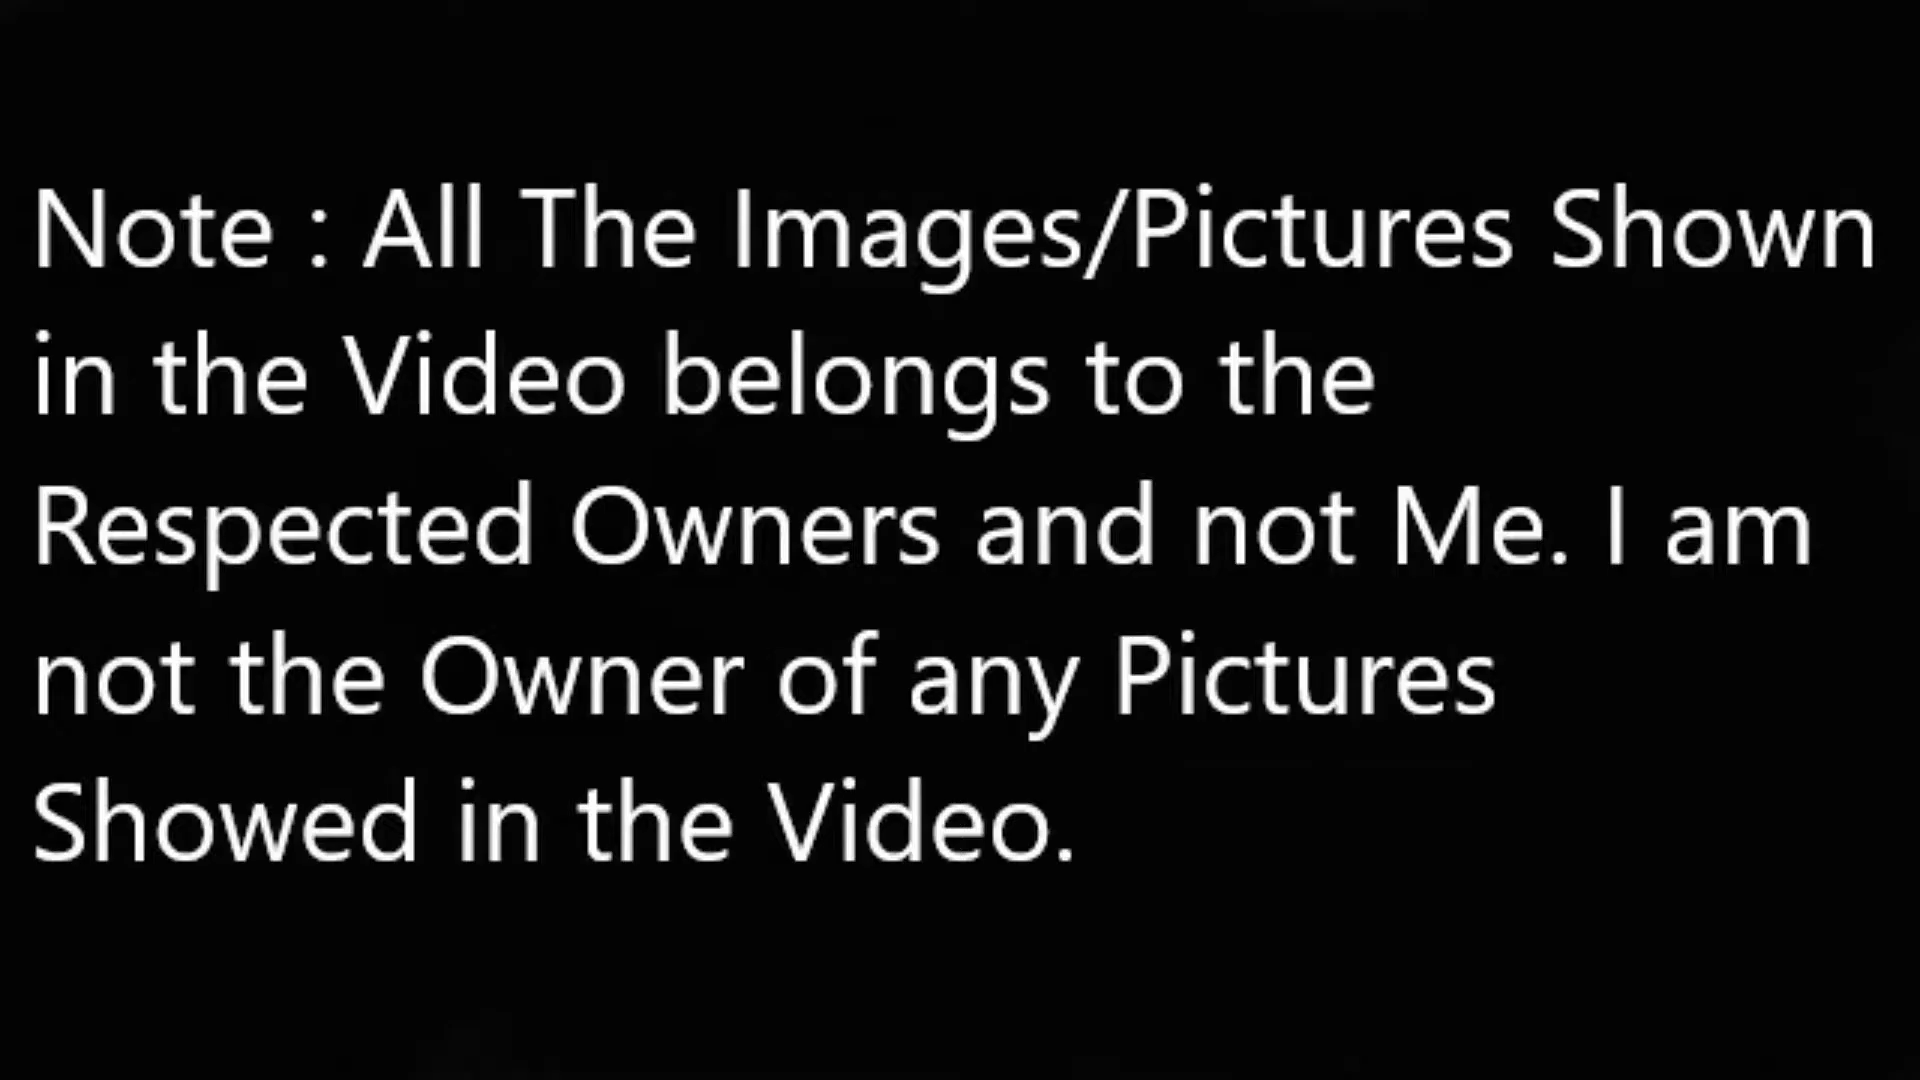 Note : All The Images/Pictures Shown
in the Video belongs to the
Respected Owners and not Me. I am
not the Owner of any Pictures
Showed in the Video.